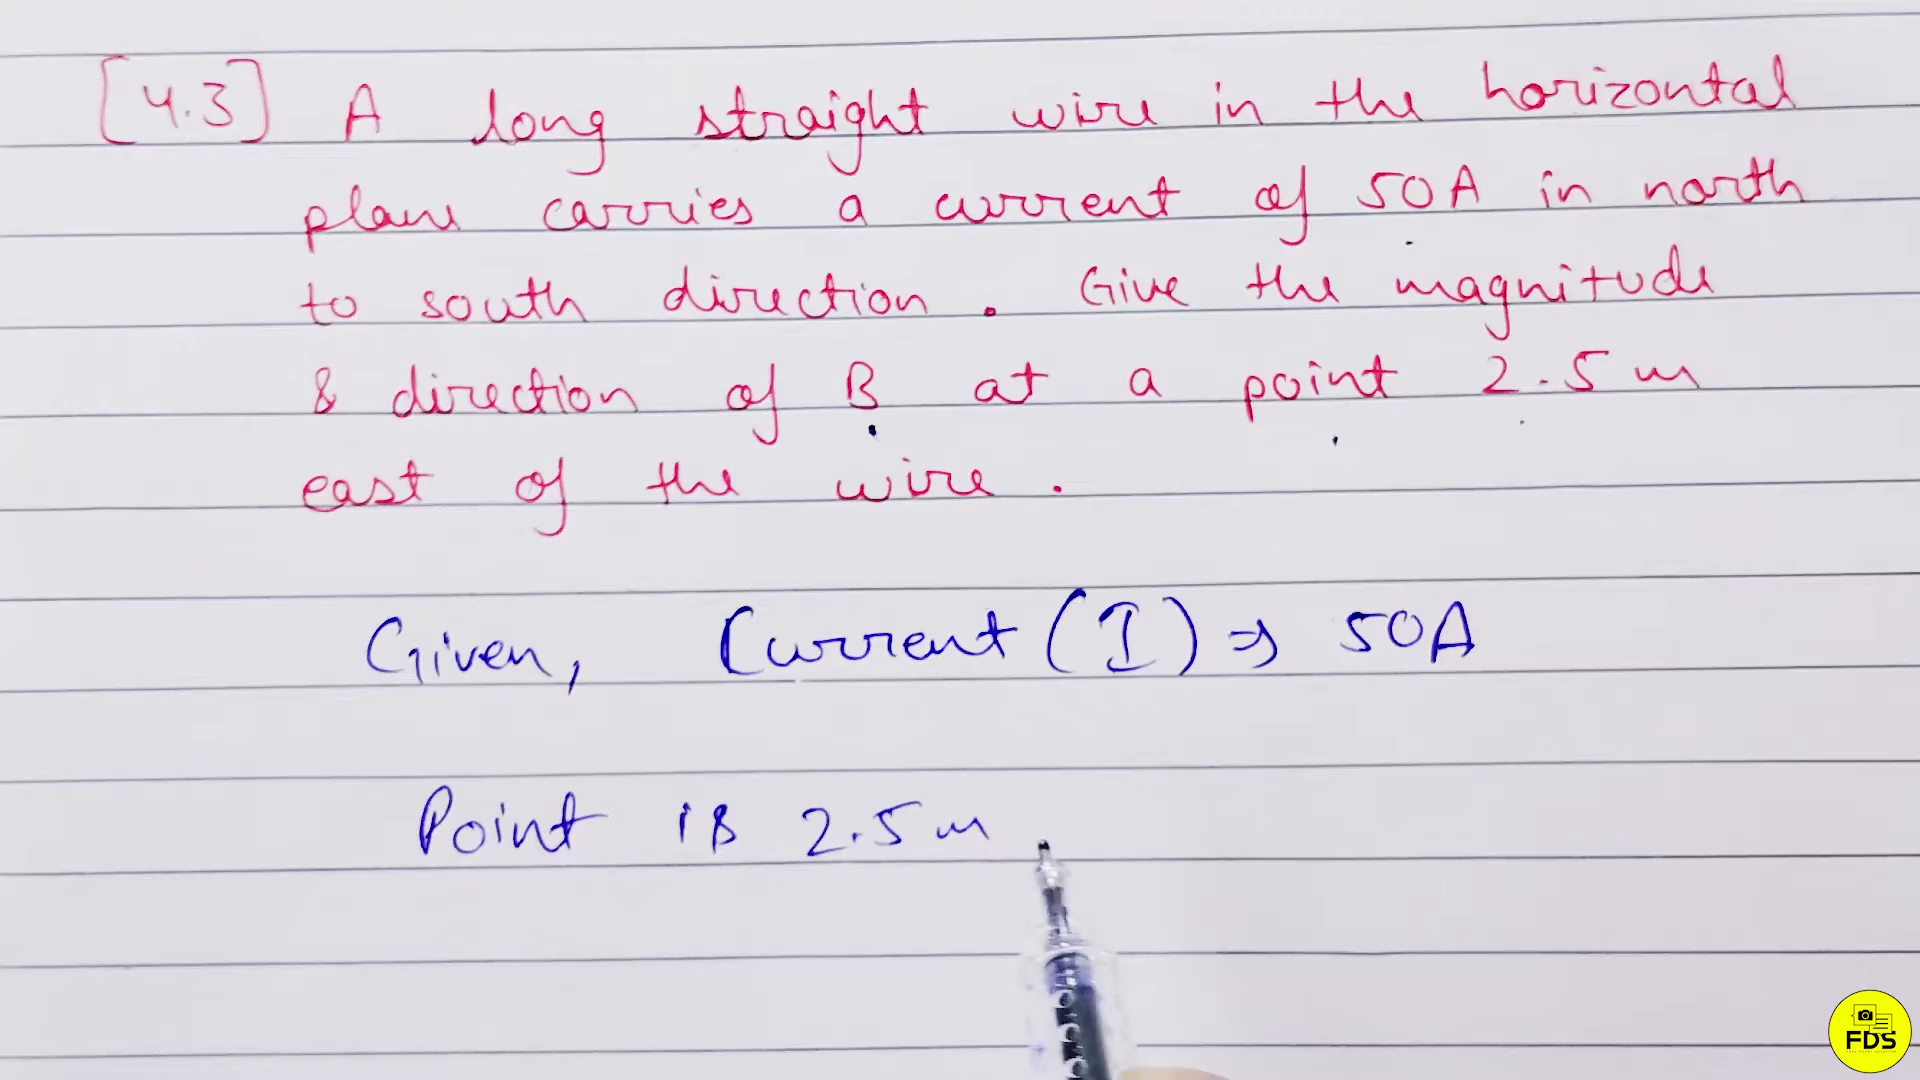 [4.3] A long straight wire in the horizontal
plane carries a current of 50A in north
to south direction. Give the magnitude
& direction of B at a point 2.5m
east of the wire.
Given, Current (I) ⇒ 50A
Point is 2.5m
FDS